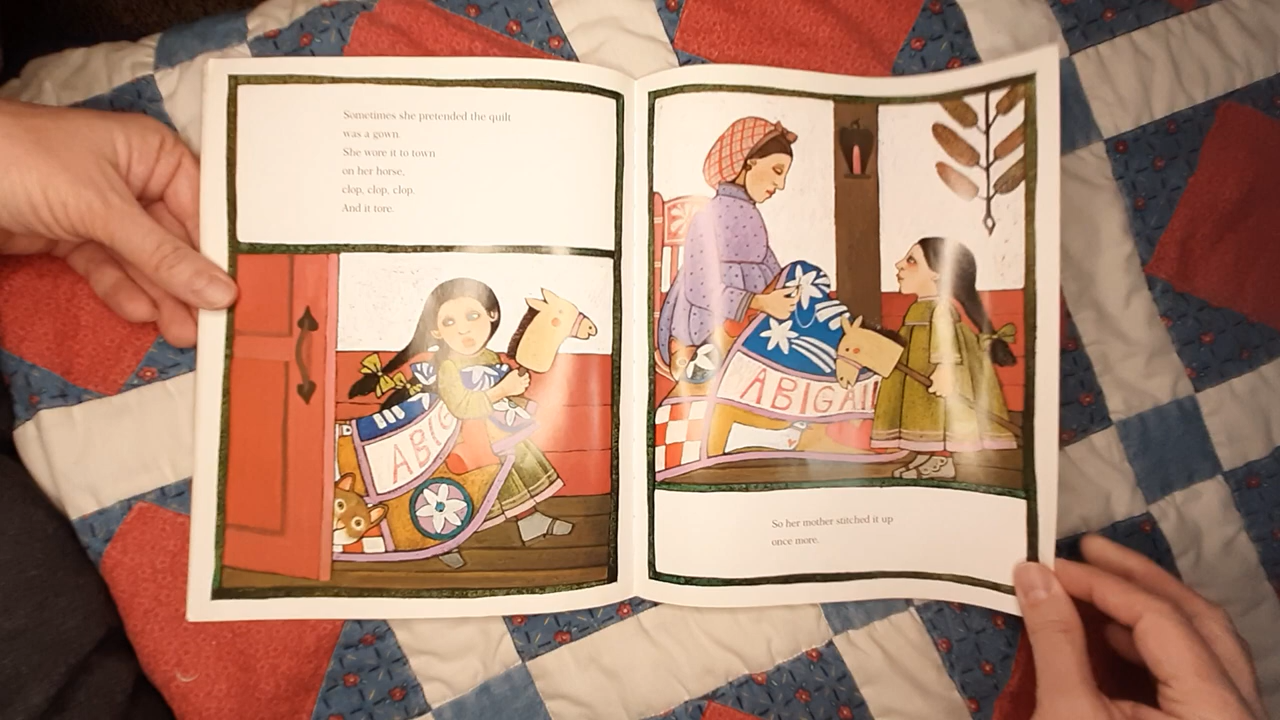 Sometimes she pretended the quilt
was a gown.
She wore it to town
on her horse,
clop, clop, clop.
And it tore.
ABIG
ABIGAIL
So her mother stitched it up
once more.